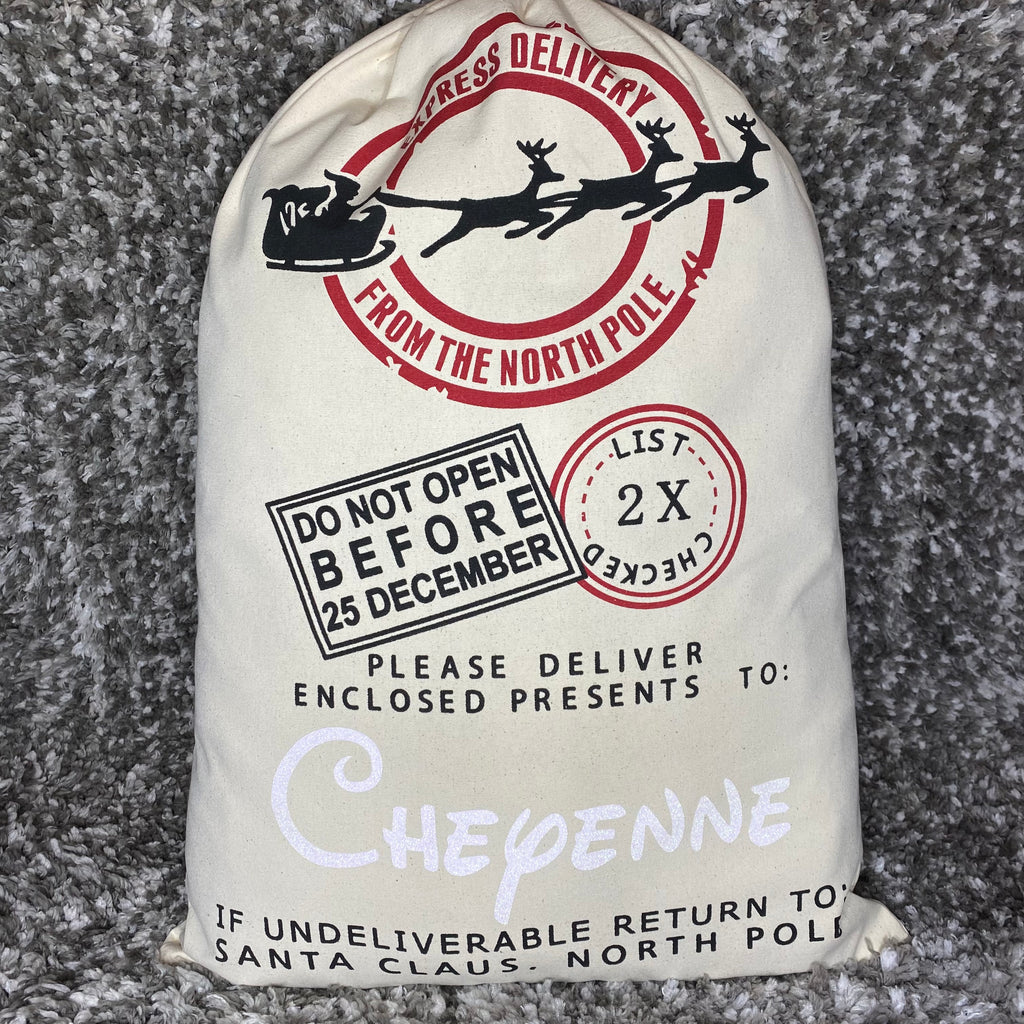 EXPRESS DELIVERY
FROM THE NORTH POLE
DO NOT OPEN
BEFORE
25 DECEMBER
LIST
2X
CHECKED
PLEASE DELIVER
ENCLOSED PRESENTS TO:
CHEYENNE
IF UNDELIVERABLE RETURN TO:
SANTA CLAUS. NORTH POLE